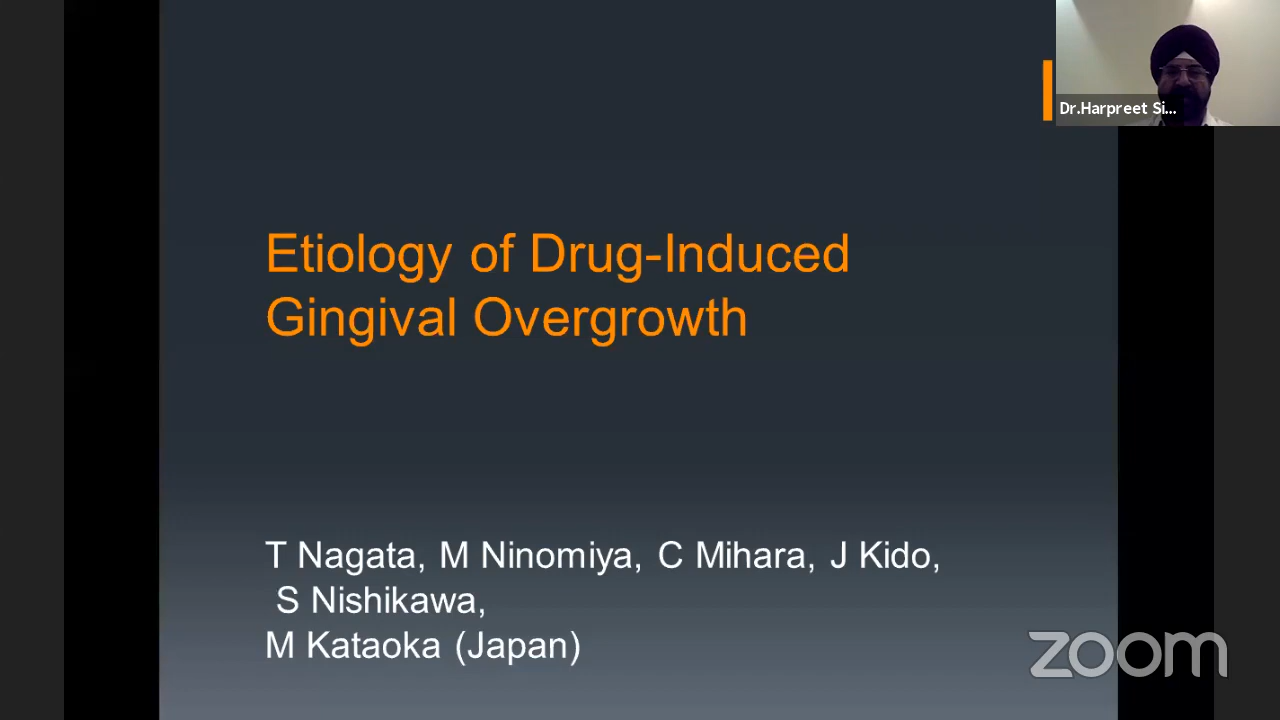 Dr.Harpreet Si...
Etiology of Drug-Induced
Gingival Overgrowth
T Nagata, M Ninomiya, C Mihara, J Kido,
S Nishikawa,
M Kataoka (Japan)
zoom